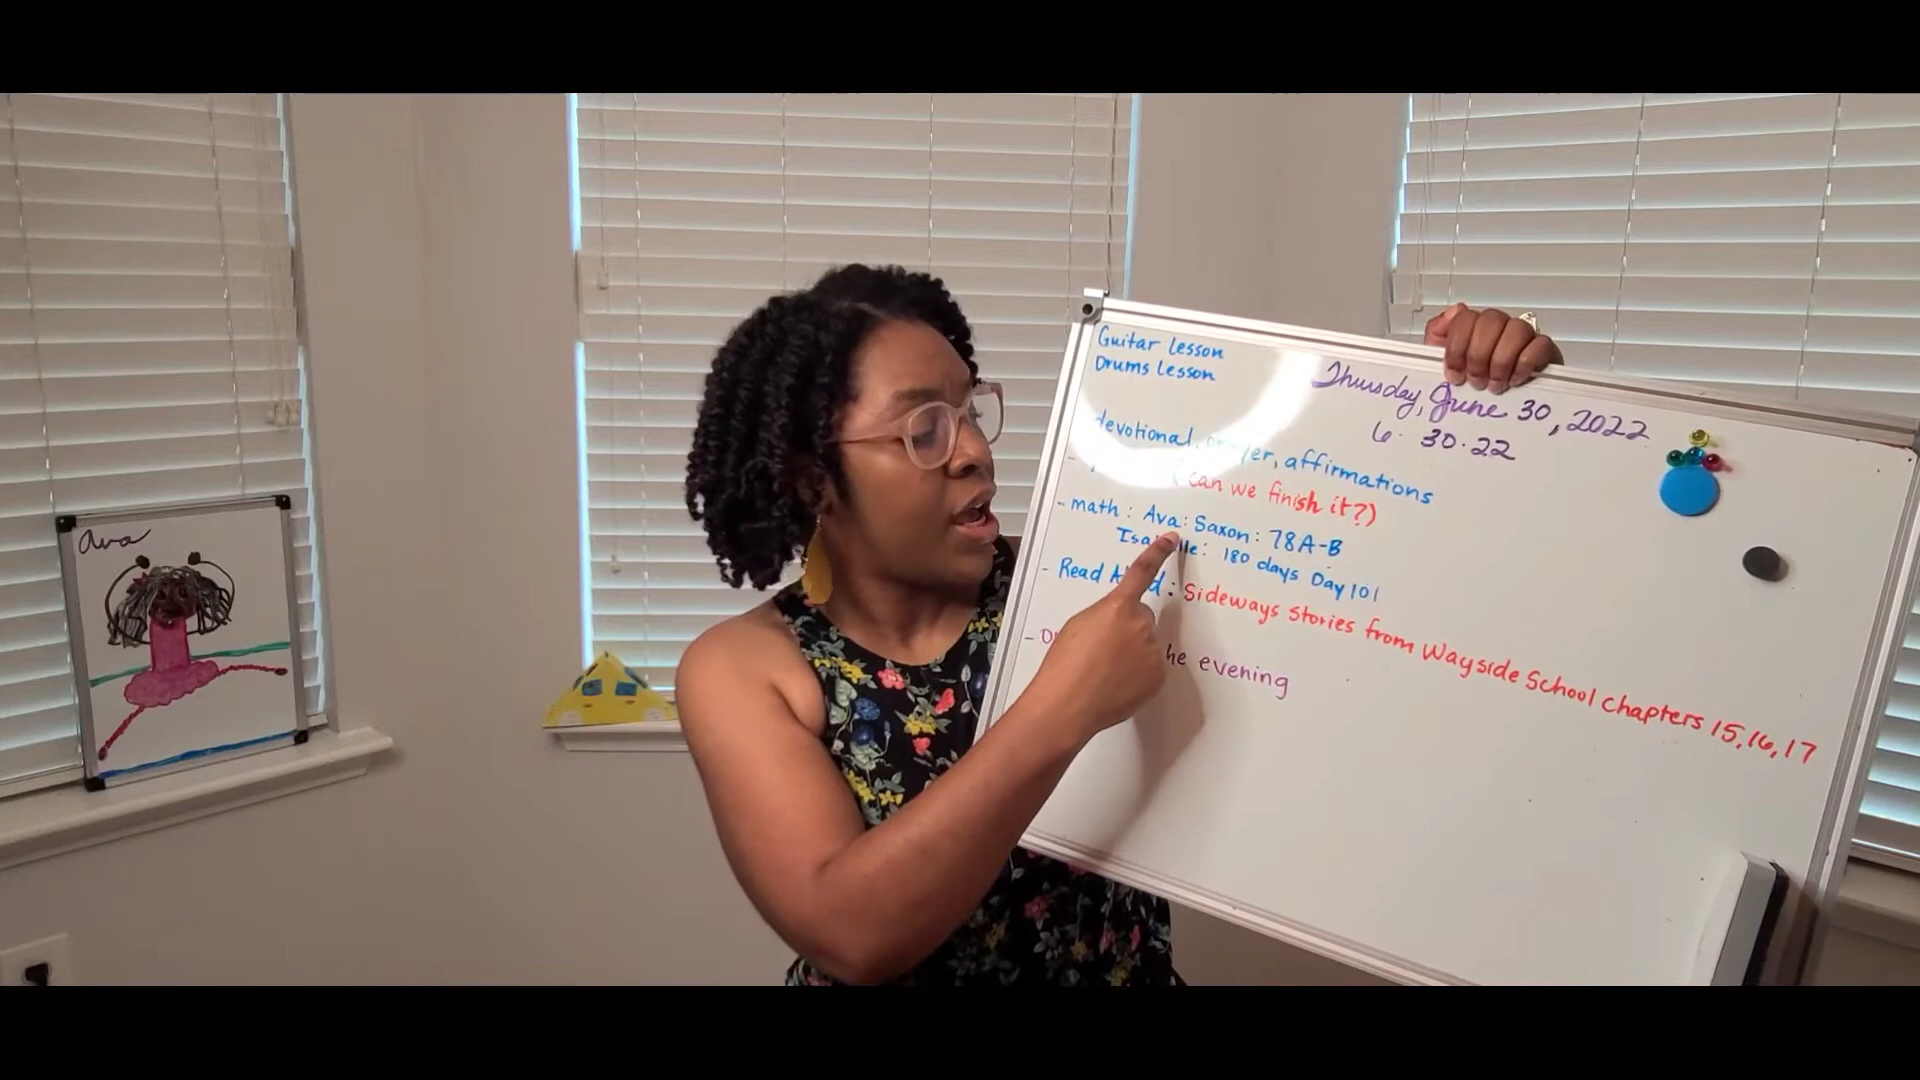 Ava
Guitar Lesson
Drums Lesson
Thursday, June 30, 2022
6. 30.22
devotional, affirmations
(can we finish it?)
- math: Ava: Saxon: 78A-B
180 days Day 101
- Read : Sideways Stories from Wayside School chapters 15, 16, 17
- evening